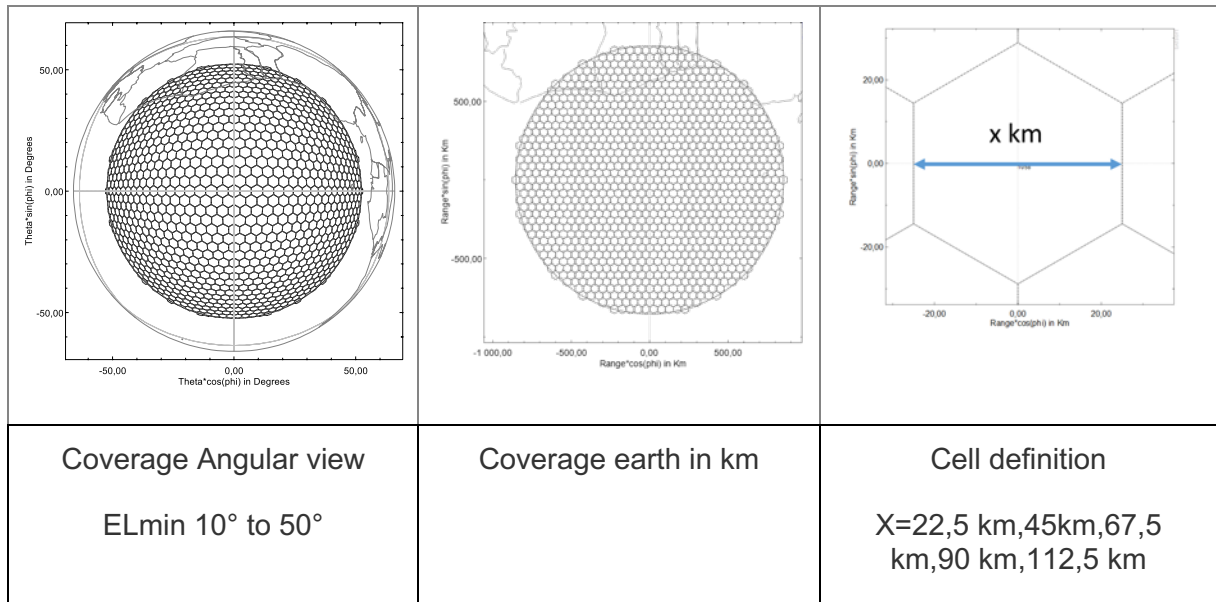 50,00
0,00
-50,00
Theta*sin(phi) in Degrees
-50,00
0,00
50,00
Theta*cos(phi) in Degrees
500,00
-500,00
Range*sin(phi) in Km
-1 000,00
-500,00
0,00
500,00
Range*cos(phi) in Km
20,00
0,00
-20,00
Range*sin(phi) in Km
x km
-20,00
0,00
20,00
Range*cos(phi) in Km
Coverage Angular view
ELmin 10° to 50°
Coverage earth in km
Cell definition
X=22,5 km,45km,67,5
km,90 km,112,5 km